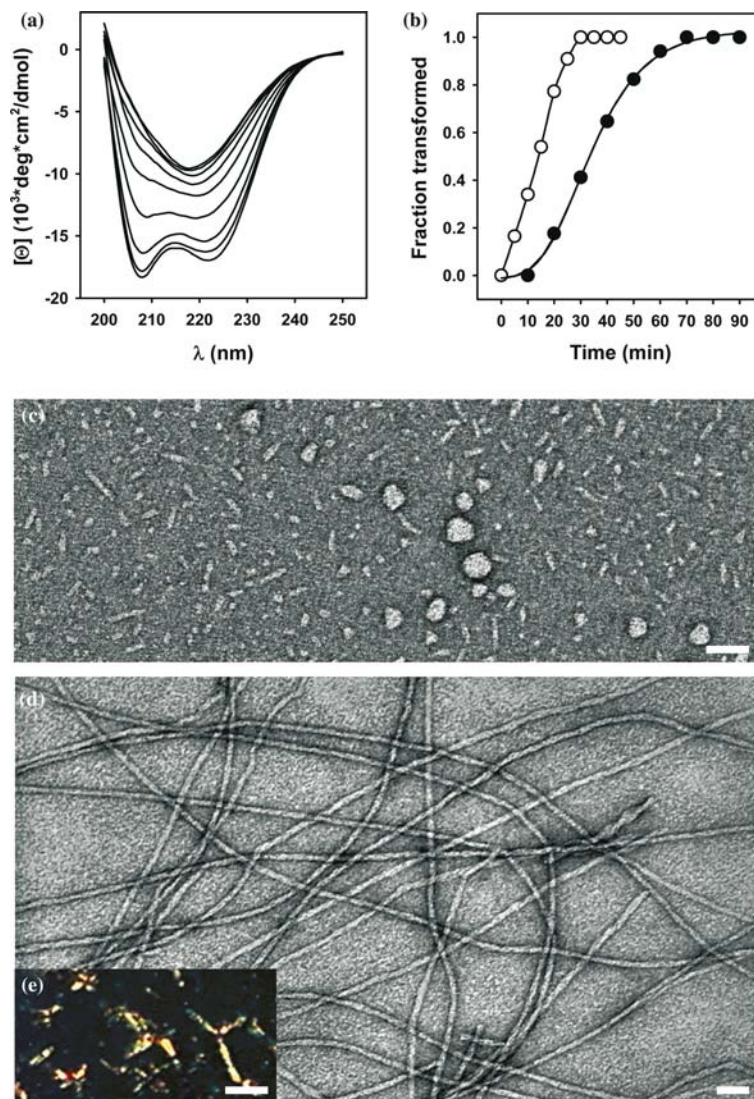 (a)
0
-5
-10
-15
-20
[Θ] (10³*deg*cm²/dmol)
200 210 220 230 240 250
λ (nm)
(b)
1.0
0.8
0.6
0.4
0.2
0.0
Fraction transformed
0 10 20 30 40 50 60 70 80 90
Time (min)
(c)
(d)
(e)